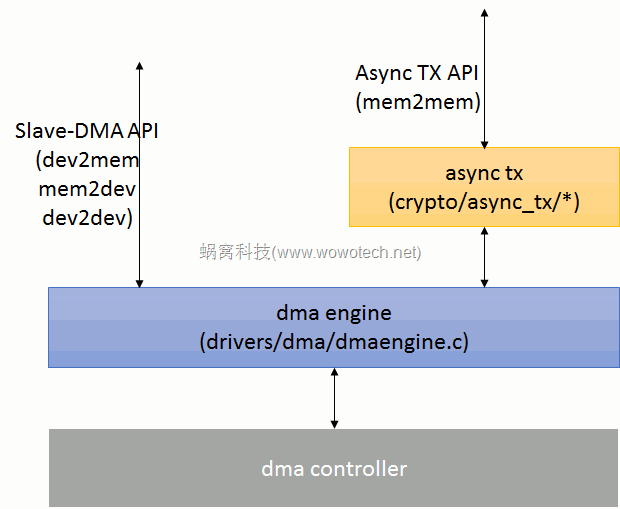 Async TX API
(mem2mem)
Slave-DMA API
(dev2mem
mem2dev
dev2dev)
async tx
(crypto/async_tx/*)
蜗窝科技(www.wowotech.net)
dma engine
(drivers/dma/dmaengine.c)
dma controller